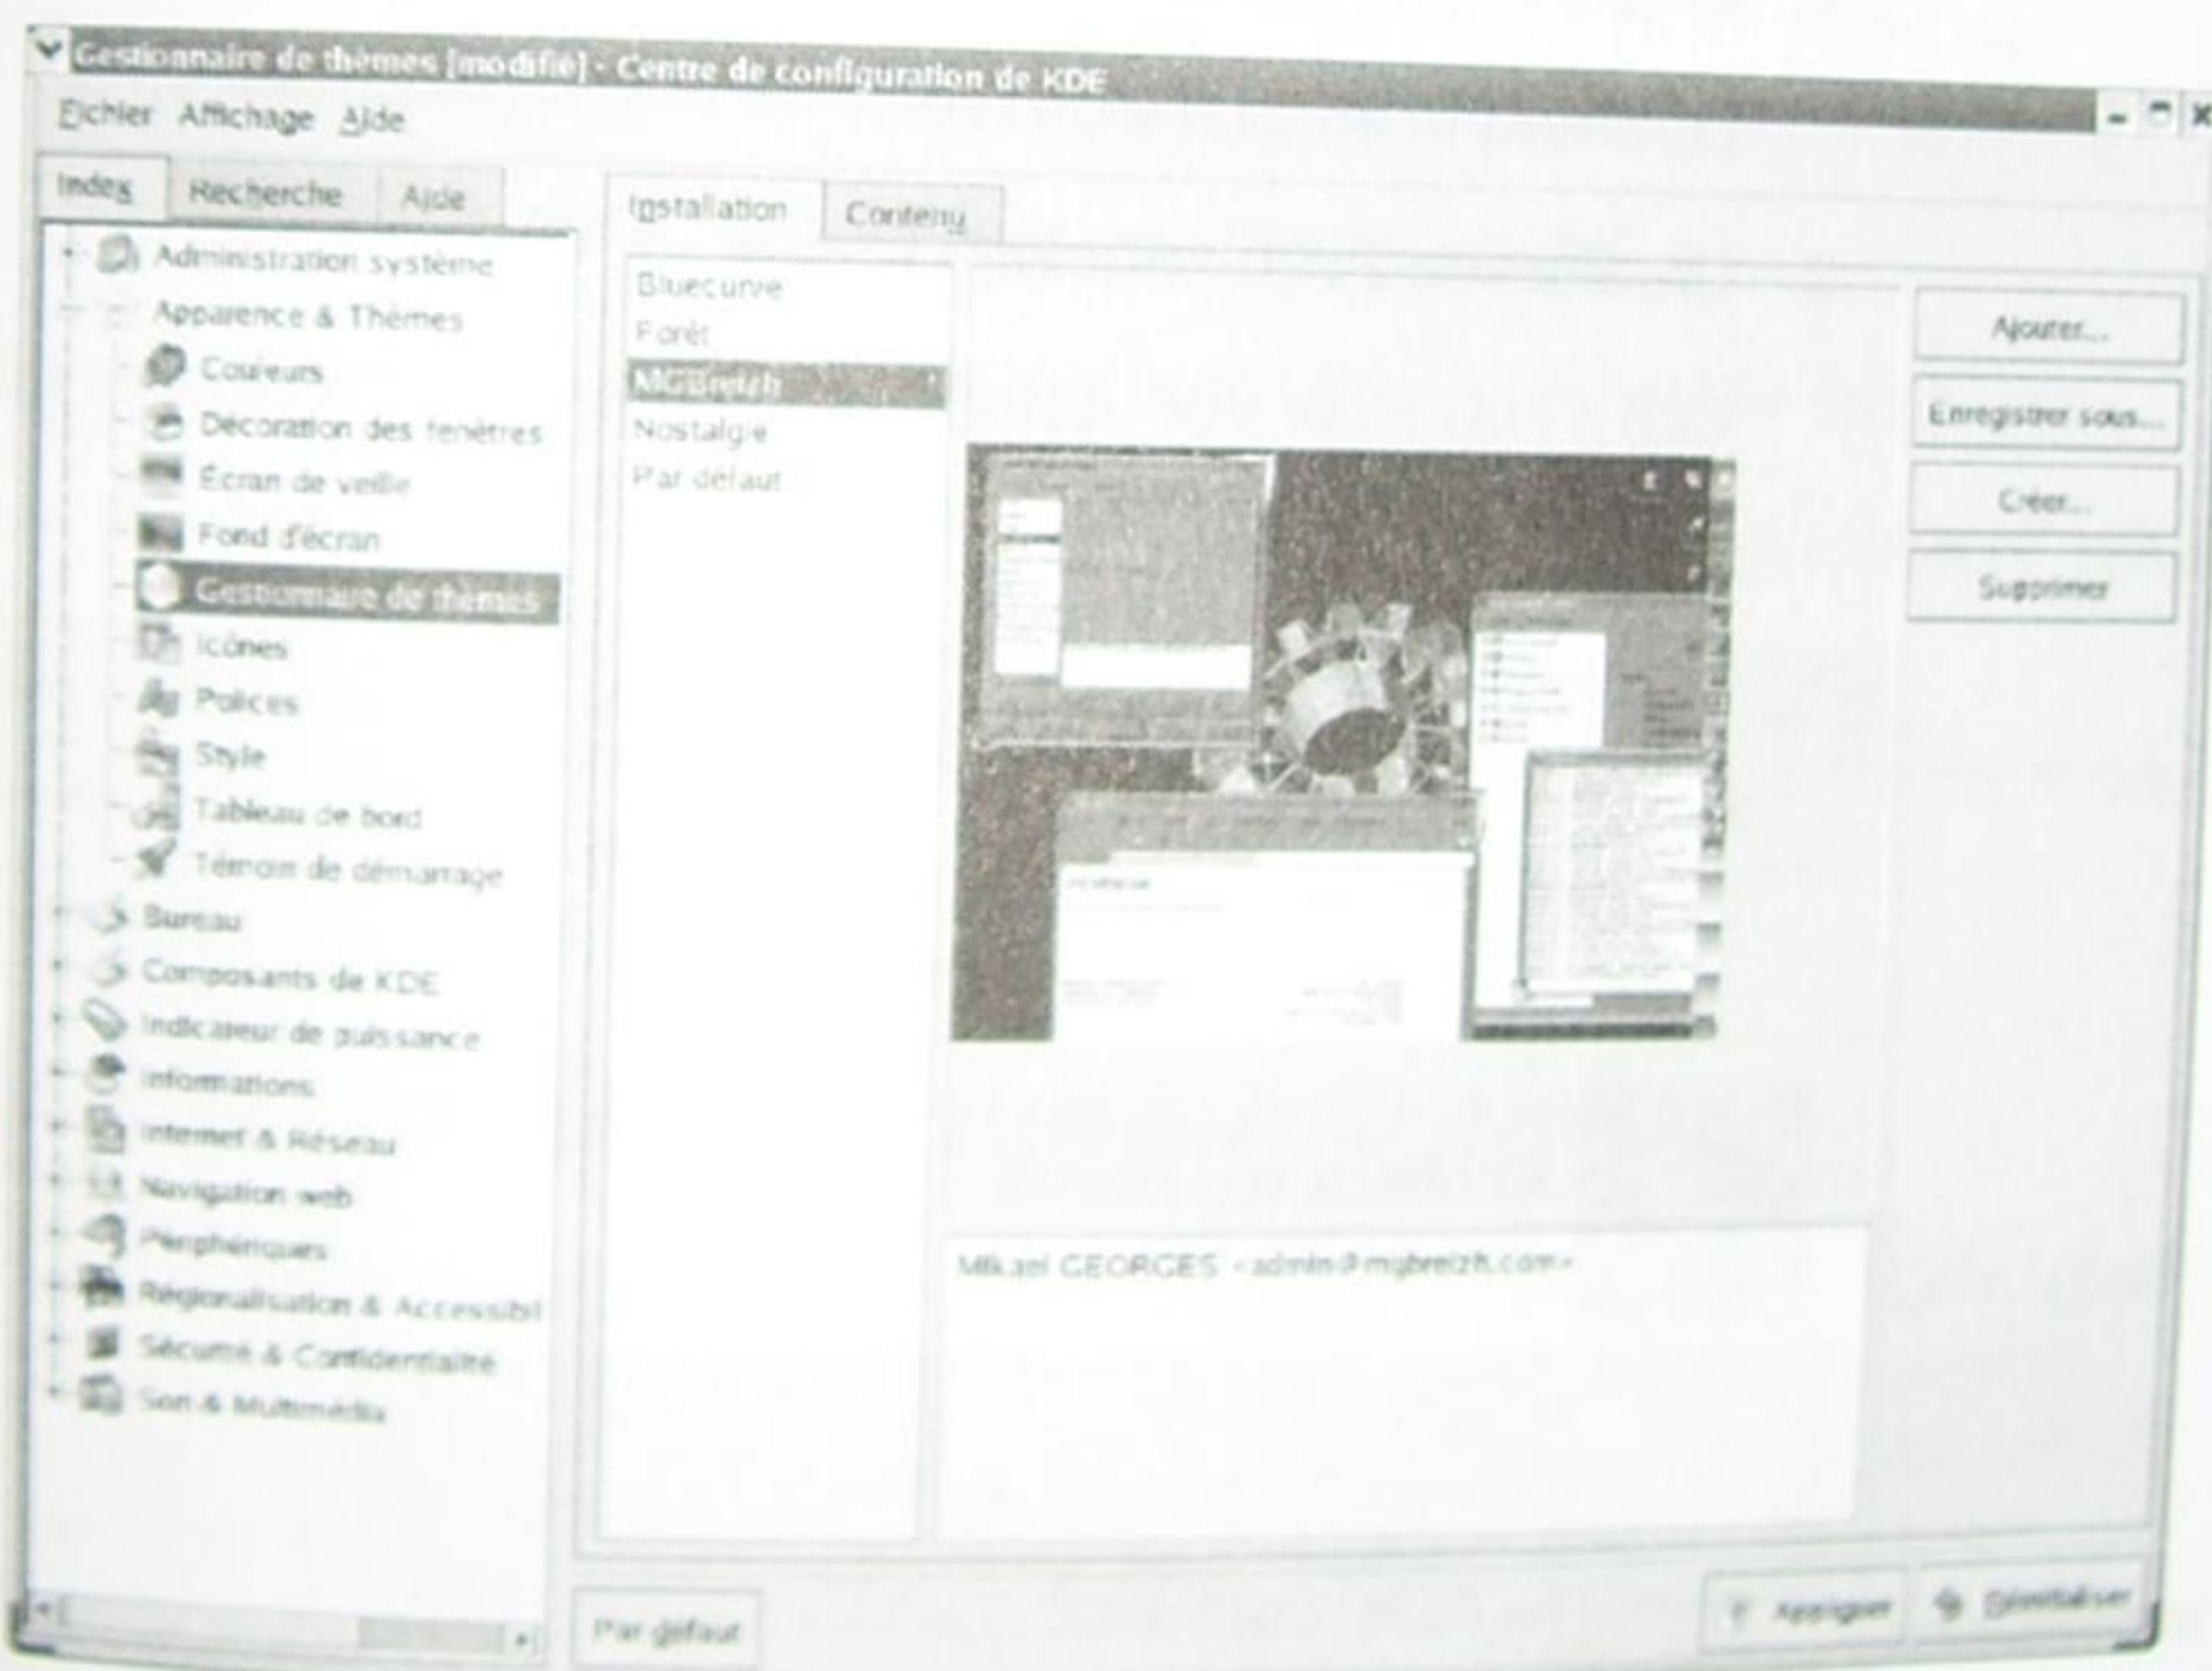 Gestionnaire de thèmes [modifié] - Centre de configuration de KDE
Fichier Affichage Aide
Index Recherche Aide
Administration système
Apparence & Thèmes
Couleurs
Décoration des fenêtres
Écran de veille
Fond d'écran
Gestionnaire de thèmes
Icônes
Polices
Style
Tableau de bord
Témoin de démarrage
Bureau
Composants de KDE
Indicateur de puissance
Informations
Internet & Réseau
Navigation web
Périphériques
Régionalisation & Accessibil
Sécurité & Confidentialité
Son & Multimédia
Installation Contenu
Bluecurve
Forêt
MGBreizh
Nostalgie
Par défaut
Ajouter...
Enregistrer sous...
Créer...
Supprimer
Mikael GEORGES <admin@mgbreizh.com>
Par défaut
Appliquer
Réinitialiser